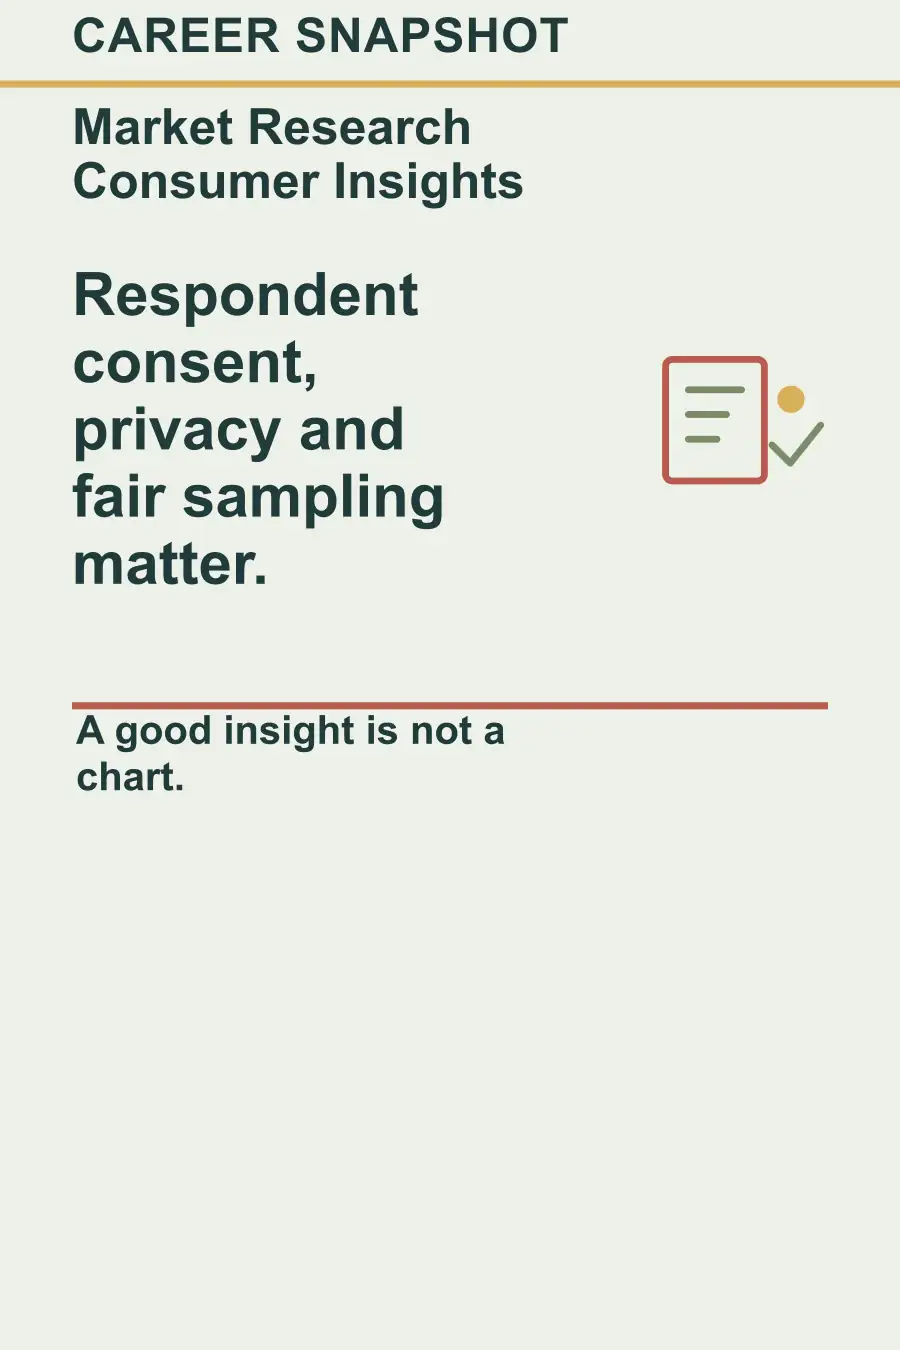 CAREER SNAPSHOT
Market Research
Consumer Insights
Respondent
consent,
privacy and
fair sampling
matter.
A good insight is not a
chart.